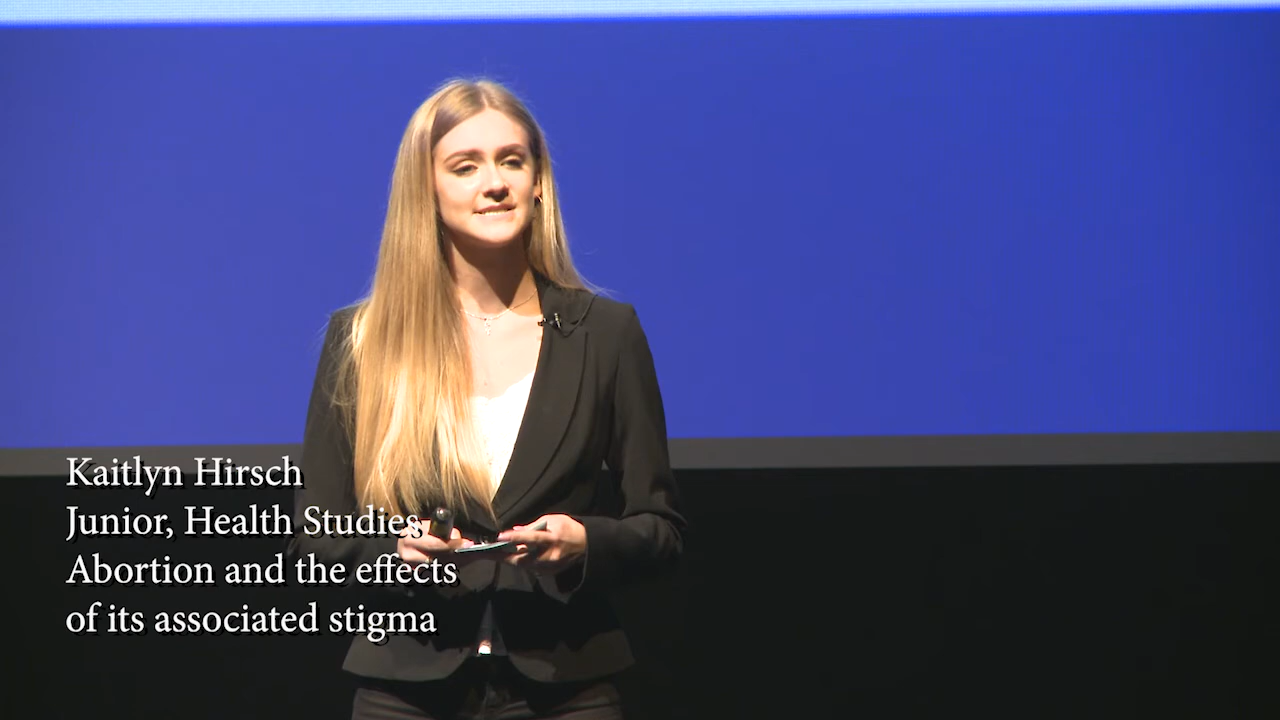 Kaitlyn Hirsch
Junior, Health Studies
Abortion and the effects
of its associated stigma